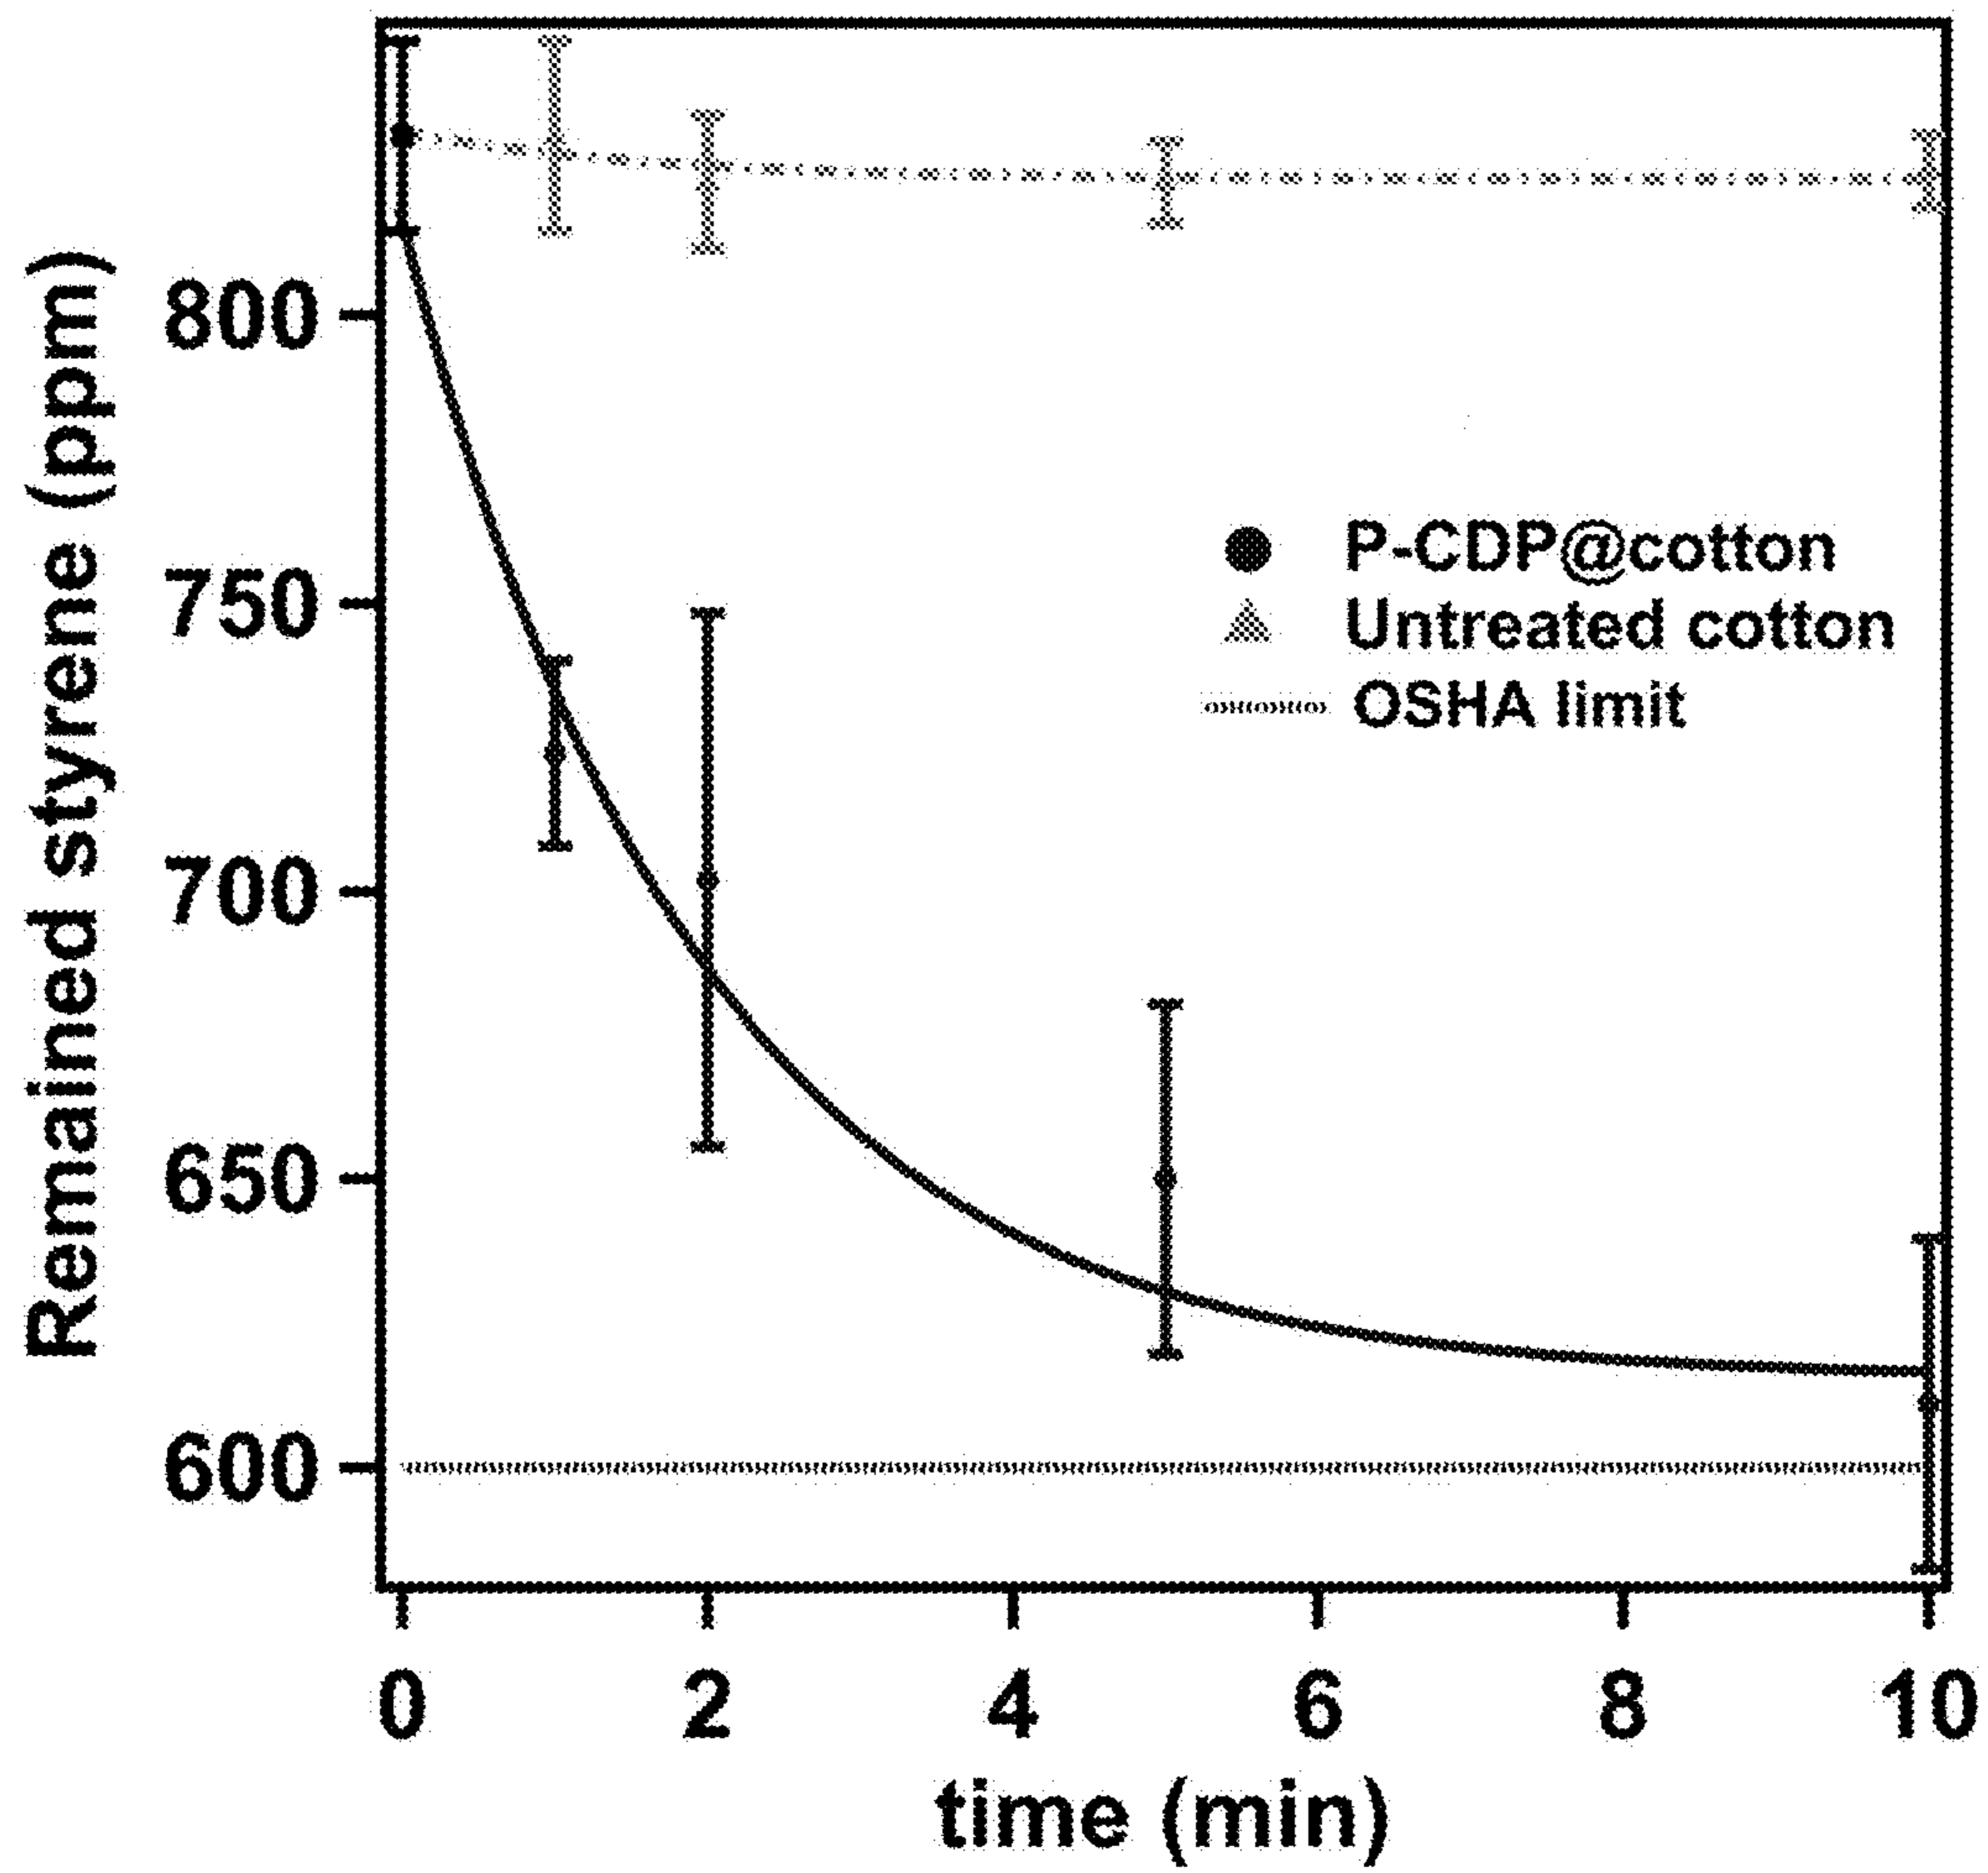 Remained styrene (ppm)
800
750
700
650
600
P-CDP@cotton
Untreated cotton
OSHA limit
0 2 4 6 8 10
time (min)